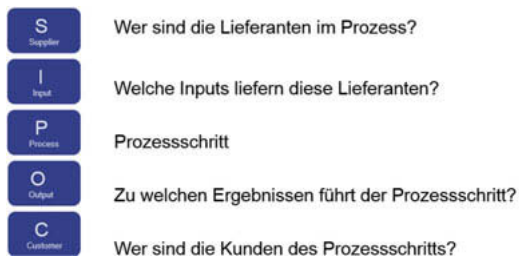 S
Supplier
Wer sind die Lieferanten im Prozess?
I
Input
Welche Inputs liefern diese Lieferanten?
P
Process
Prozessschritt
O
Output
Zu welchen Ergebnissen führt der Prozessschritt?
C
Customer
Wer sind die Kunden des Prozessschritts?